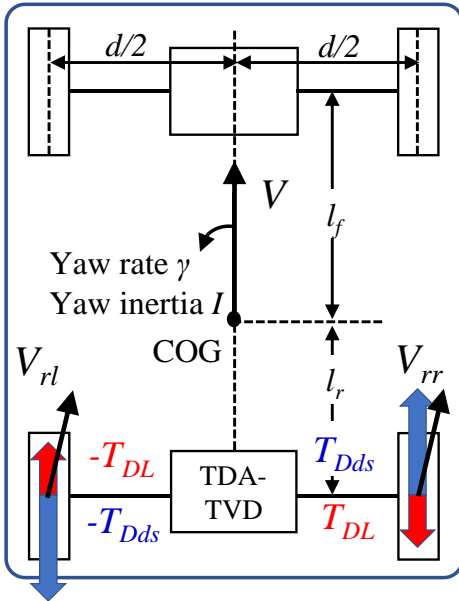 d/2
d/2
V
l_f
Yaw rate γ
Yaw inertia I
COG
V_rl
V_rr
l_r
-T_DL
TDA-
TVD
T_Dds
-T_Dds
T_DL